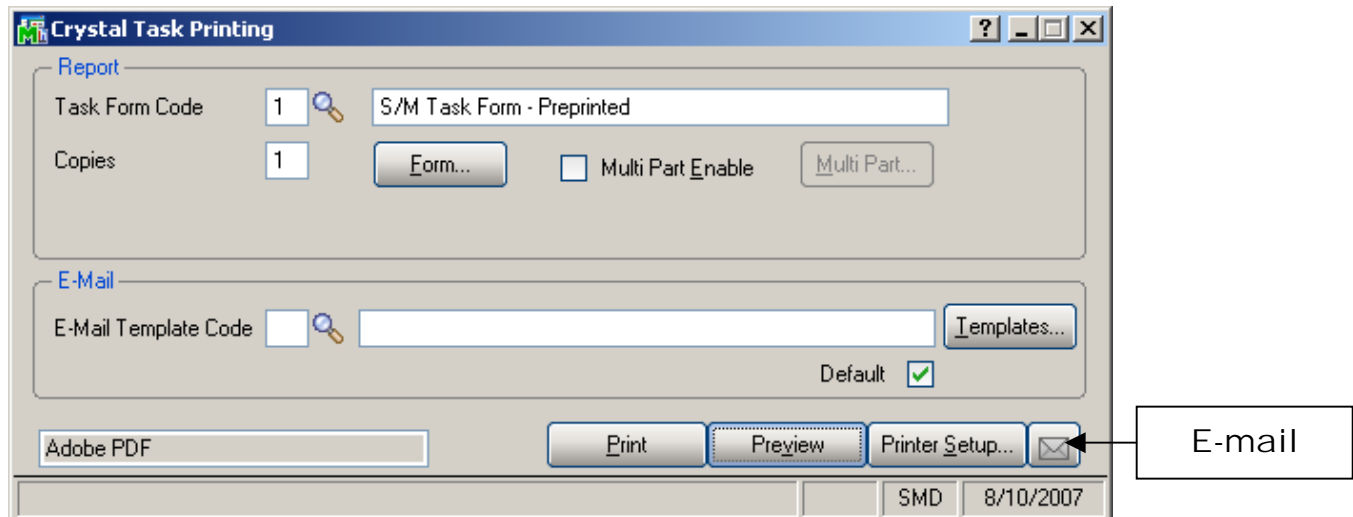 Crystal Task Printing
Report
Task Form Code 1 S/M Task Form - Preprinted
Copies 1 Form... Multi Part Enable Multi Part...
E-Mail
E-Mail Template Code Templates...
Default
Adobe PDF Print Preview Printer Setup... E-mail
SMD 8/10/2007